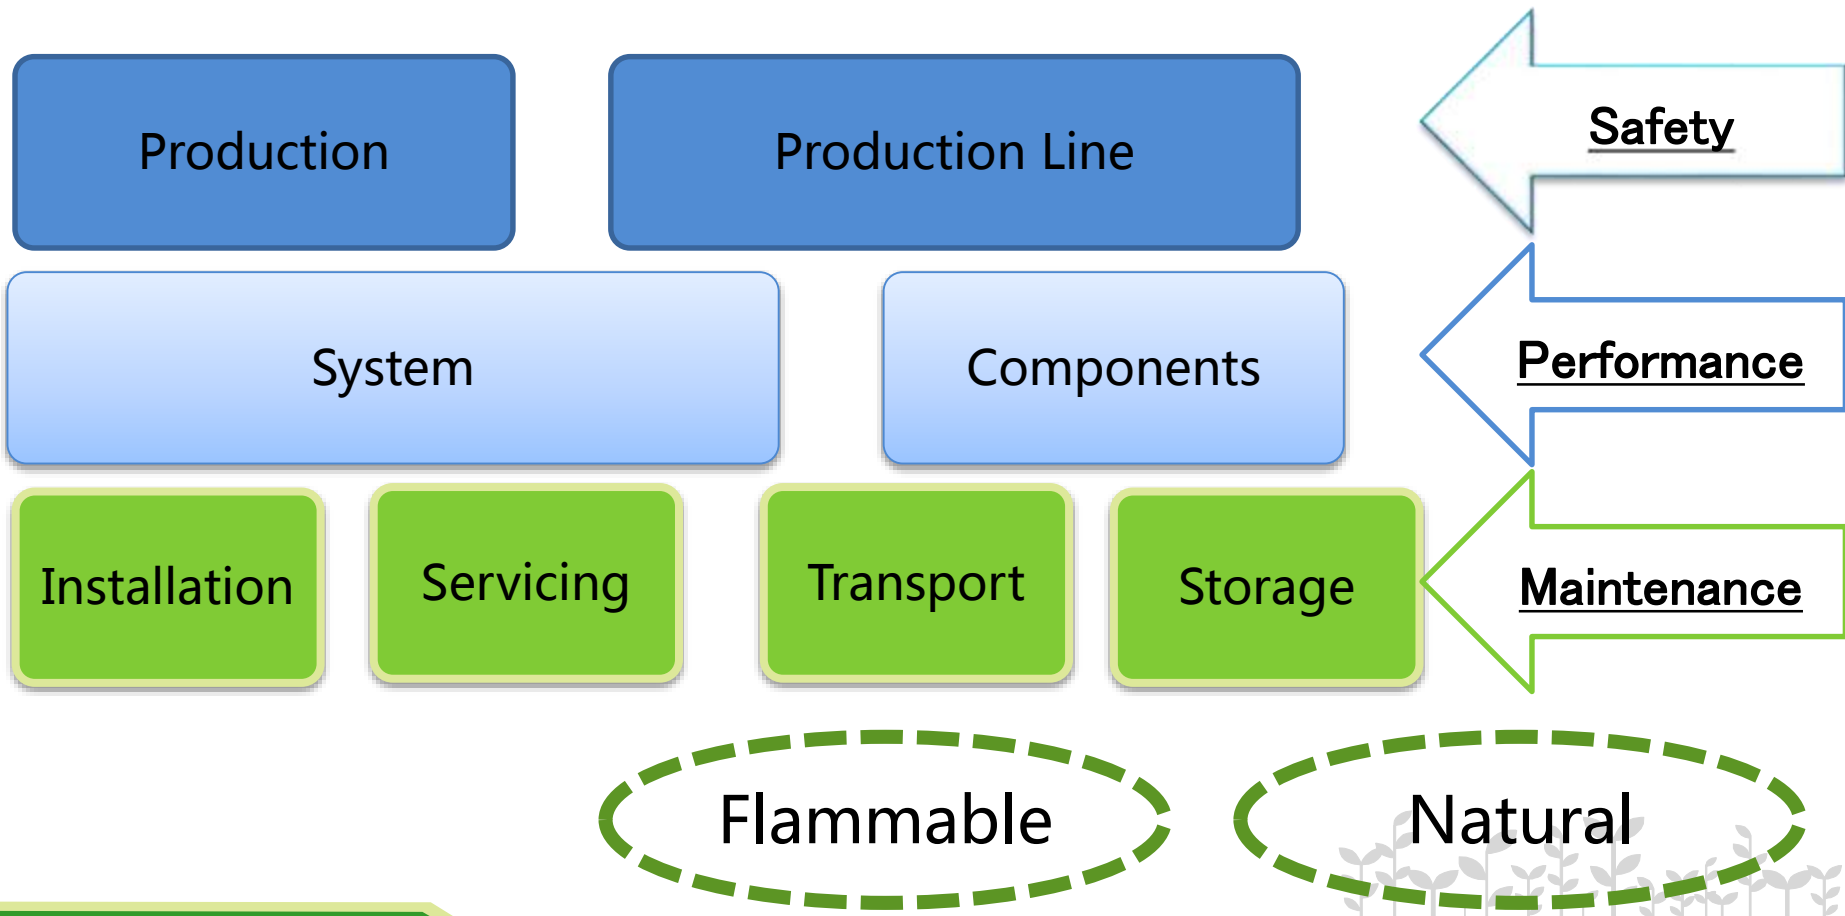 Production
Production Line
Safety
System
Components
Performance
Installation
Servicing
Transport
Storage
Maintenance
Flammable
Natural